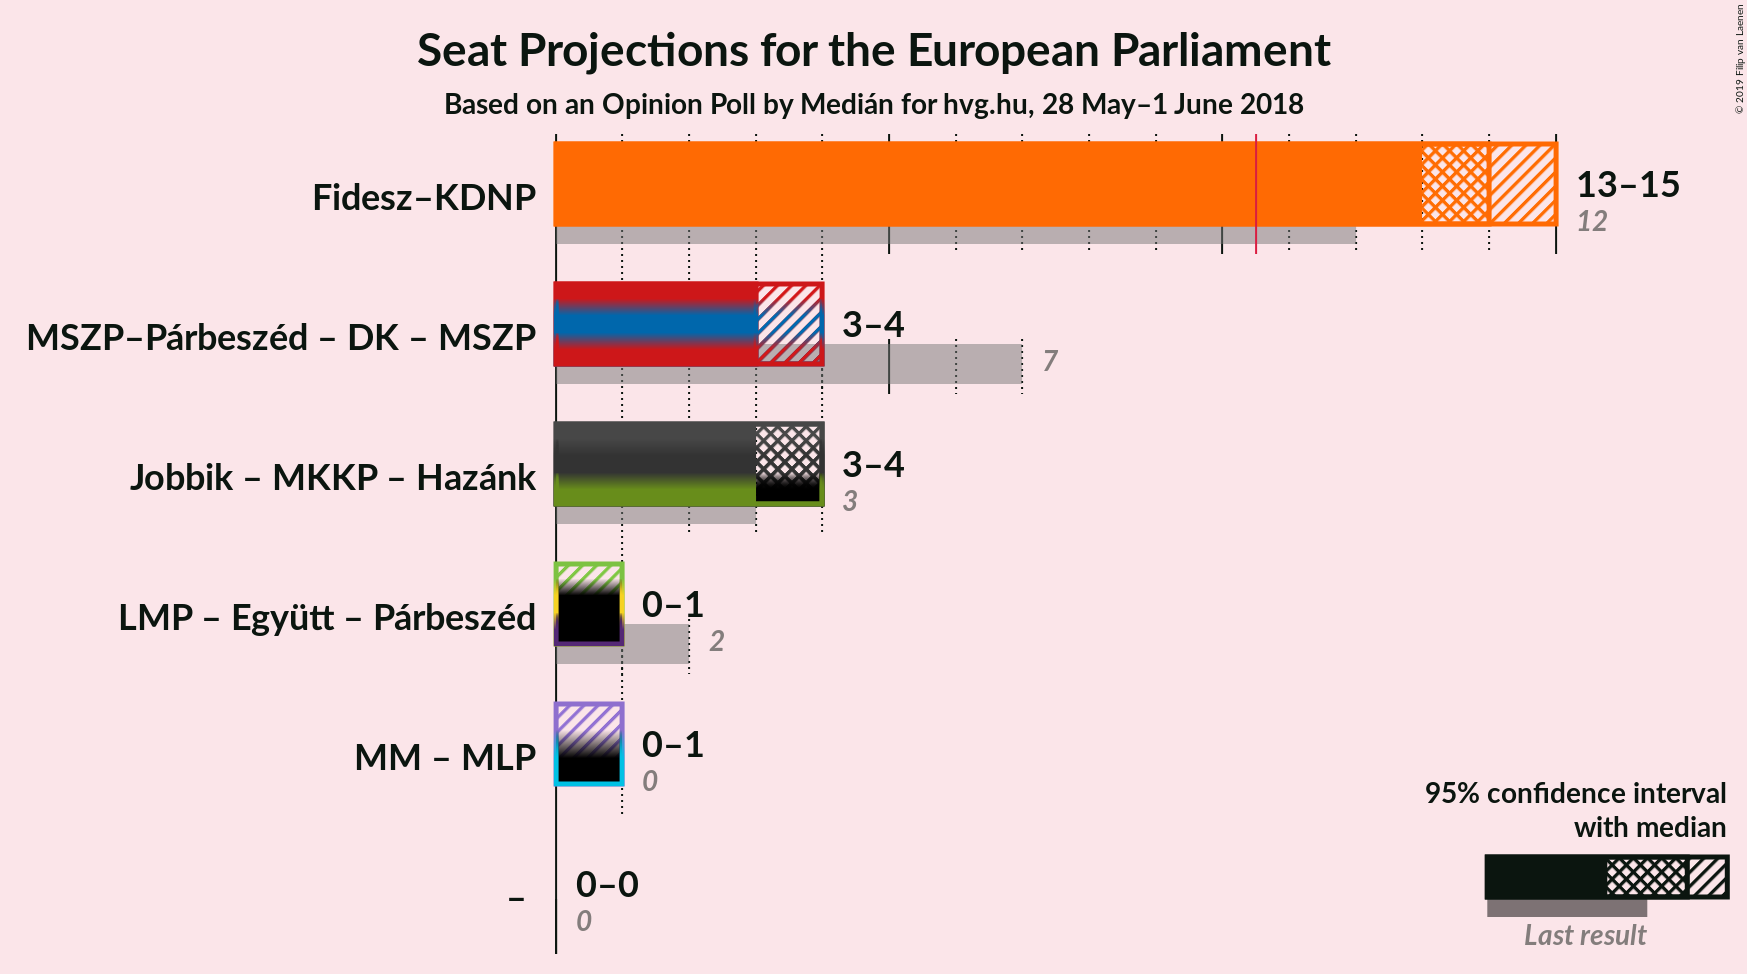 Seat Projections for the European Parliament
Based on an Opinion Poll by Medián for hvg.hu, 28 May–1 June 2018
© 2019 Filip van Laenen
Fidesz–KDNP
13–15
12
MSZP–Párbeszéd – DK – MSZP
3–4
7
Jobbik – MKKP – Hazánk
3–4
3
LMP – Együtt – Párbeszéd
0–1
2
MM – MLP
0–1
0
–
0–0
0
95% confidence interval
with median
Last result